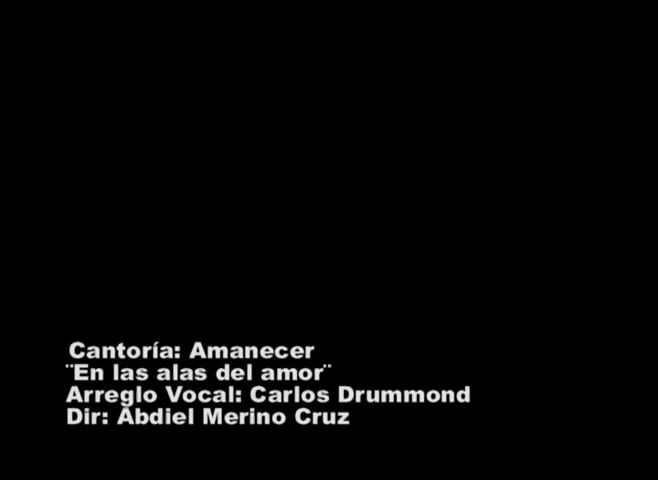 Cantoría: Amanecer
¨En las alas del amor¨
Arreglo Vocal: Carlos Drummond
Dir: Abdiel Merino Cruz